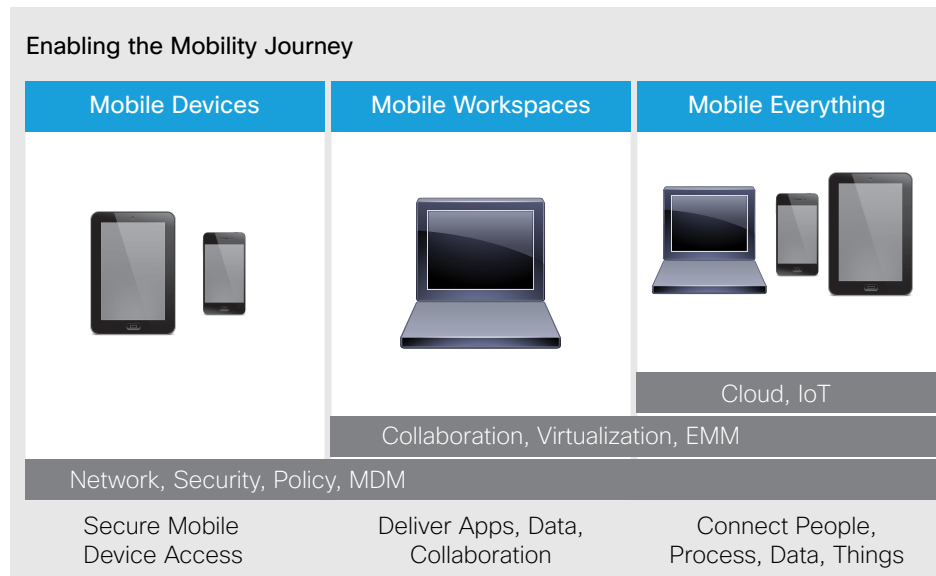 Enabling the Mobility Journey
Mobile Devices
Mobile Workspaces
Mobile Everything
Cloud, IoT
Collaboration, Virtualization, EMM
Network, Security, Policy, MDM
Secure Mobile
Device Access
Deliver Apps, Data,
Collaboration
Connect People,
Process, Data, Things